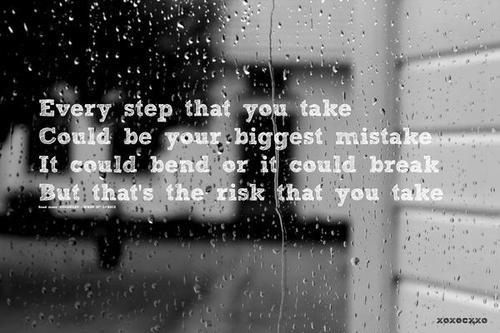 Every step that you take
Could be your biggest mistake
It could bend or it could break
But that's the risk that you take
xoxocxxo